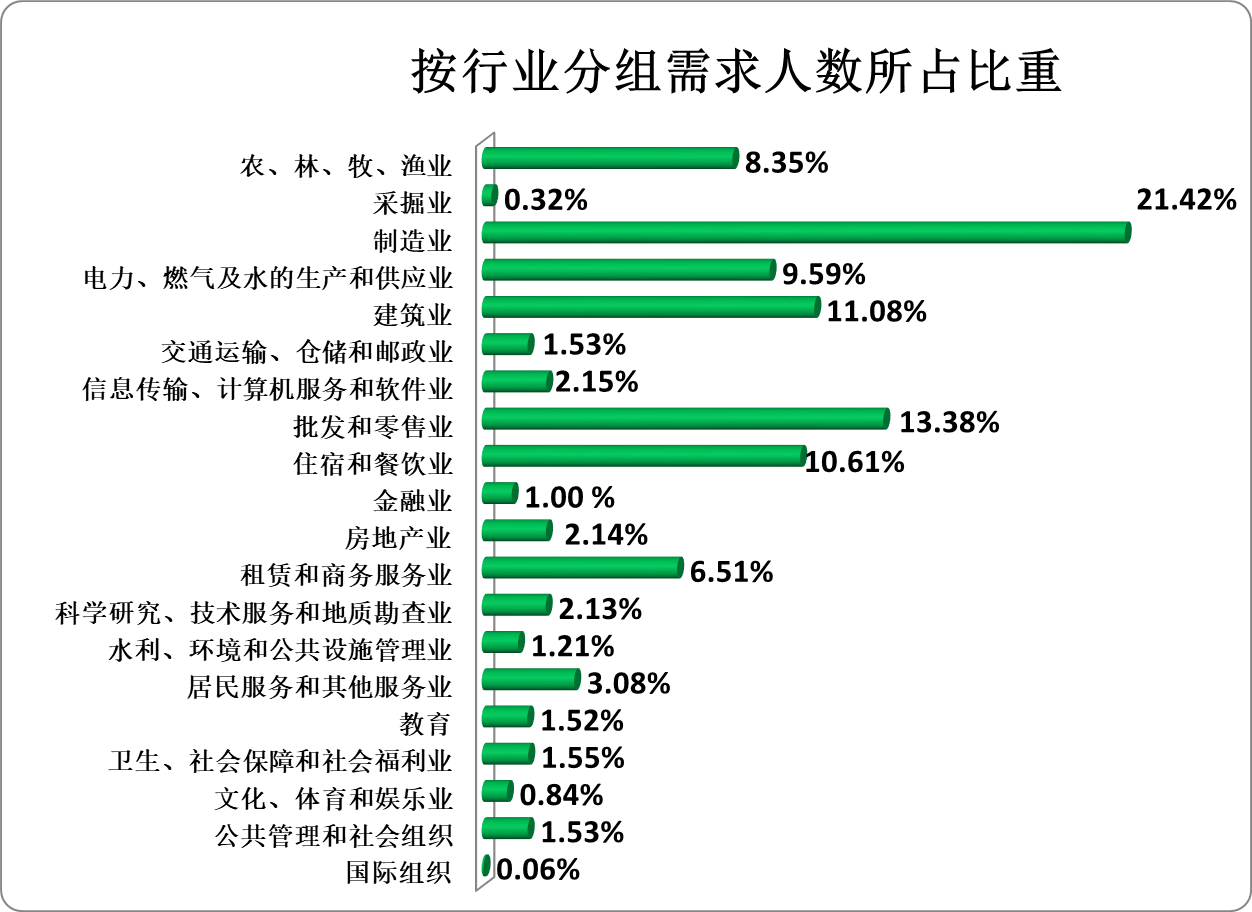 按行业分组需求人数所占比重
农、林、牧、渔业 8.35%
采掘业 0.32%
制造业 21.42%
电力、燃气及水的生产和供应业 9.59%
建筑业 11.08%
交通运输、仓储和邮政业 1.53%
信息传输、计算机服务和软件业 2.15%
批发和零售业 13.38%
住宿和餐饮业 10.61%
金融业 1.00 %
房地产业 2.14%
租赁和商务服务业 6.51%
科学研究、技术服务和地质勘查业 2.13%
水利、环境和公共设施管理业 1.21%
居民服务和其他服务业 3.08%
教育 1.52%
卫生、社会保障和社会福利业 1.55%
文化、体育和娱乐业 0.84%
公共管理和社会组织 1.53%
国际组织 0.06%